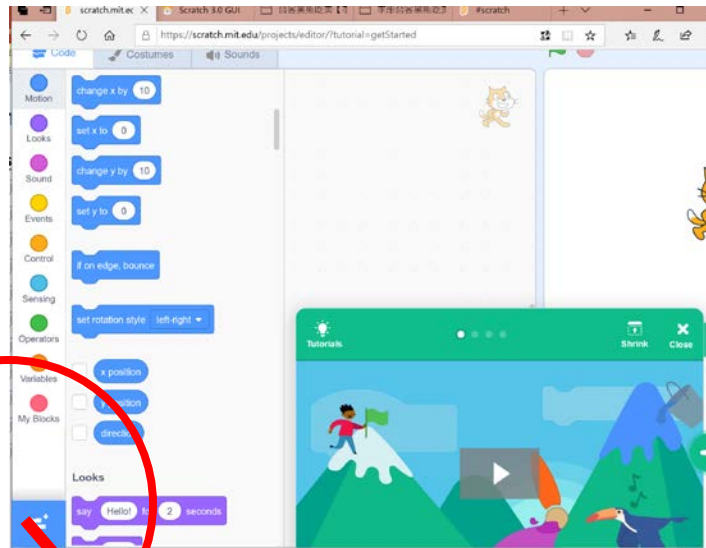 scratch.mit.ec
Scratch 3.0 GUI
#scratch
https://scratch.mit.edu/projects/editor/?tutorial=getStarted
Code
Costumes
Sounds
Motion
Looks
Sound
Events
Control
Sensing
Operators
Variables
My Blocks
change x by 10
set x to 0
change y by 10
set y to 0
if on edge, bounce
set rotation style left-right
x position
y position
direction
Looks
say Hello! for 2 seconds
Tutorials
Shrink
Close